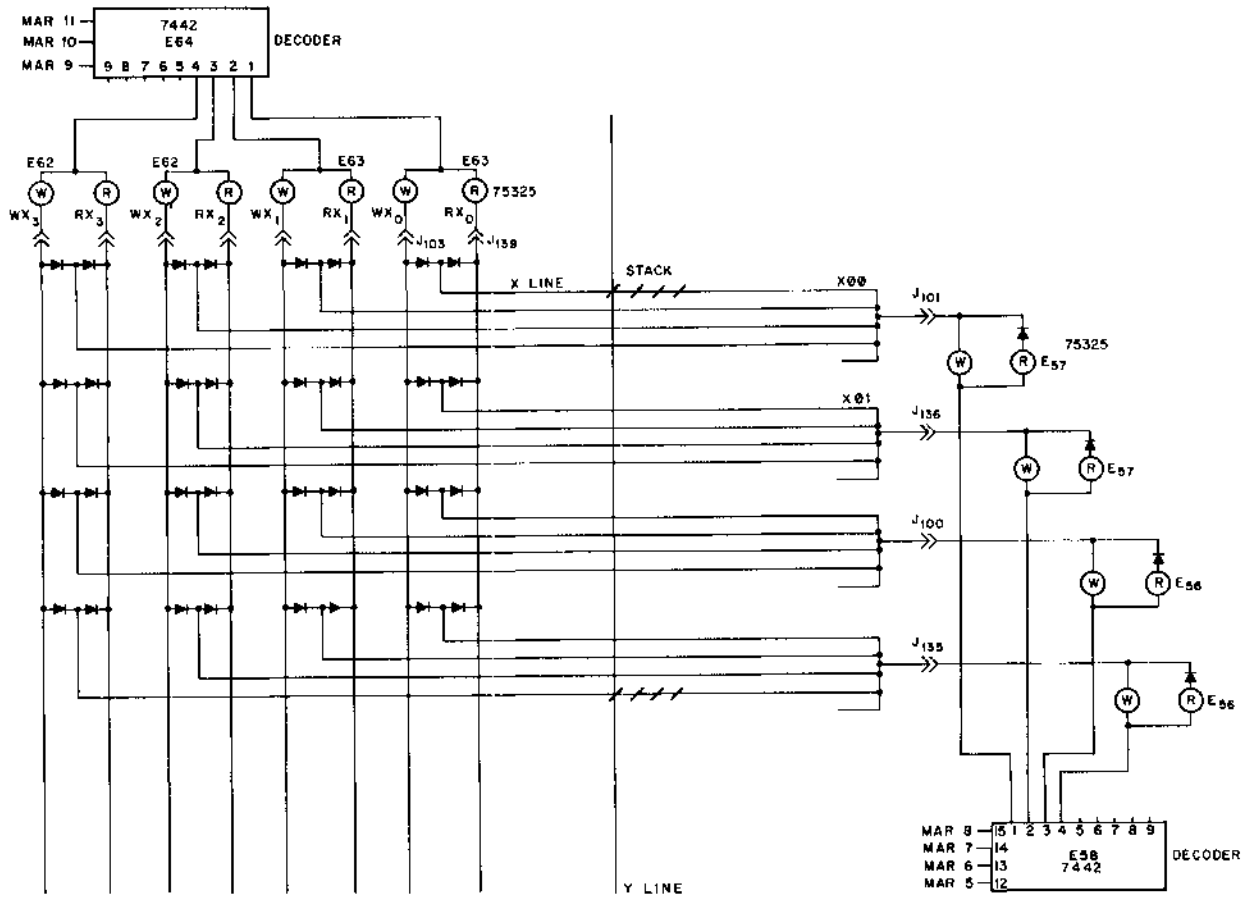 MAR 11
7442
MAR 10
E64
DECODER
MAR 9
9 8 7 6 5 4 3 2 1
E62 E62 E63 E63
W R W R W R W R 75325
WX3 RX3 WX2 RX2 WX1 RX1 WX0 RX0
J103 J139
X LINE STACK X00
J101
75325
W R E57
X01
J136
W R E57
J100
W R E56
J135
W R E56
MAR 8 15 1 2 3 4 5 6 7 8 9
MAR 7 14 E58 DECODER
MAR 6 13 7442
MAR 5 12
Y LINE